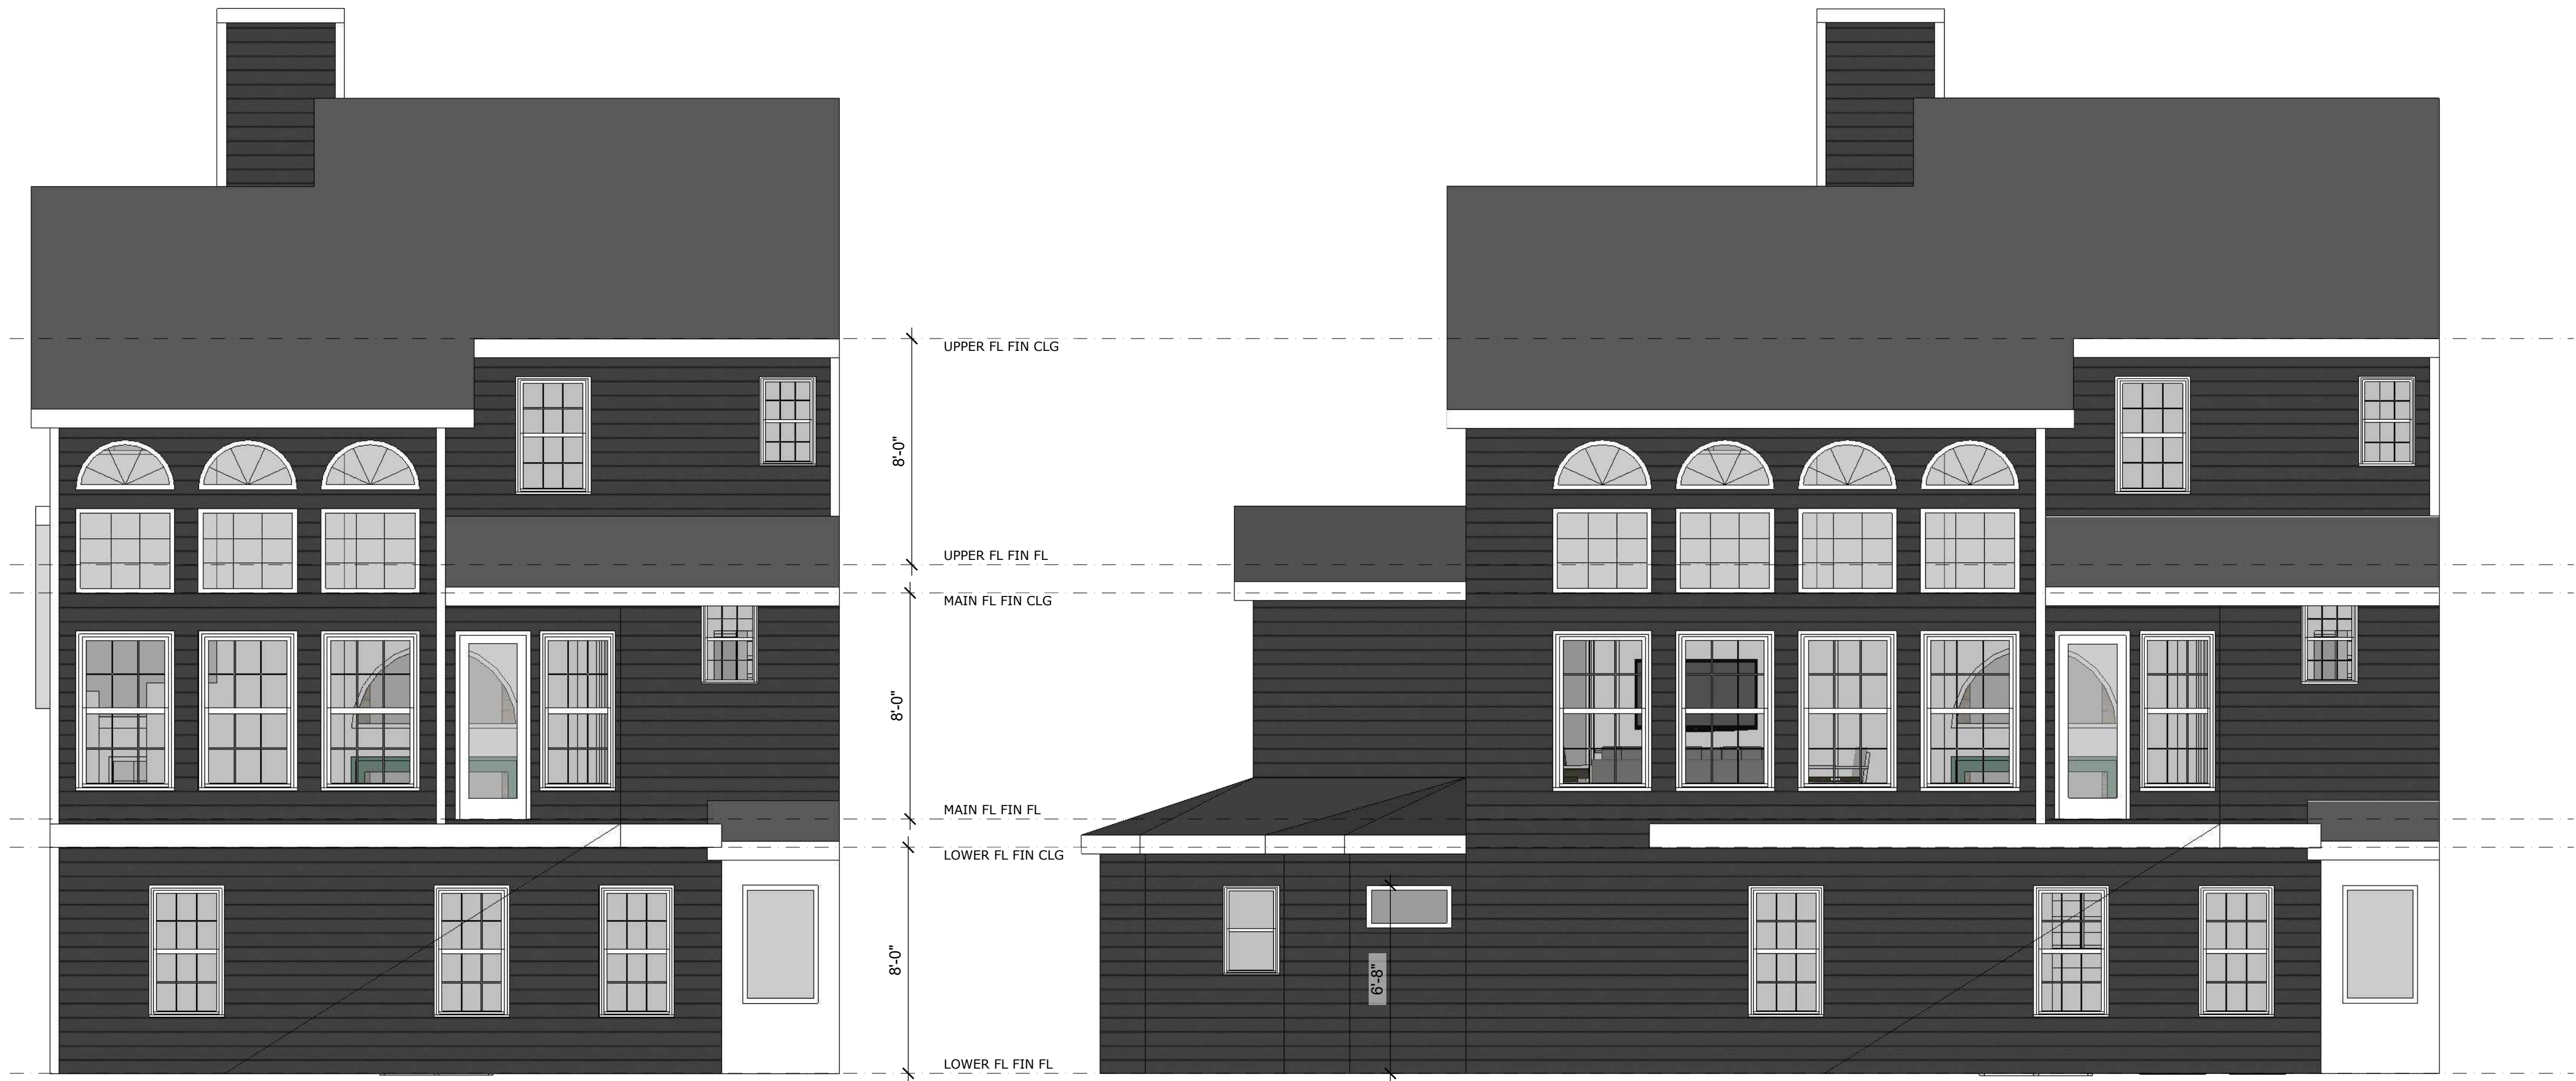 UPPER FL FIN CLG
8'-0"
UPPER FL FIN FL
MAIN FL FIN CLG
8'-0"
MAIN FL FIN FL
LOWER FL FIN CLG
8'-0"
6'-8"
LOWER FL FIN FL